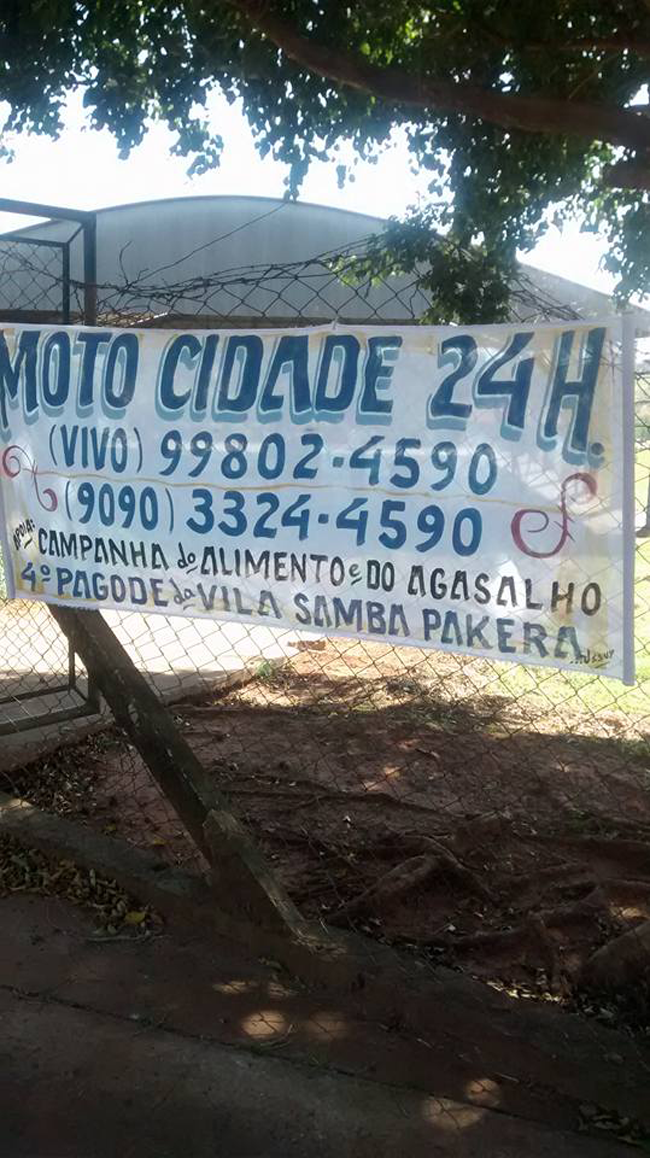 MOTO CIDADE 24H.
(VIVO) 99802-4590
(9090) 3324-4590
APOIA: CAMPANHA do ALIMENTO e DO AGASALHO
4º PAGODE da VILA SAMBA PAKERA